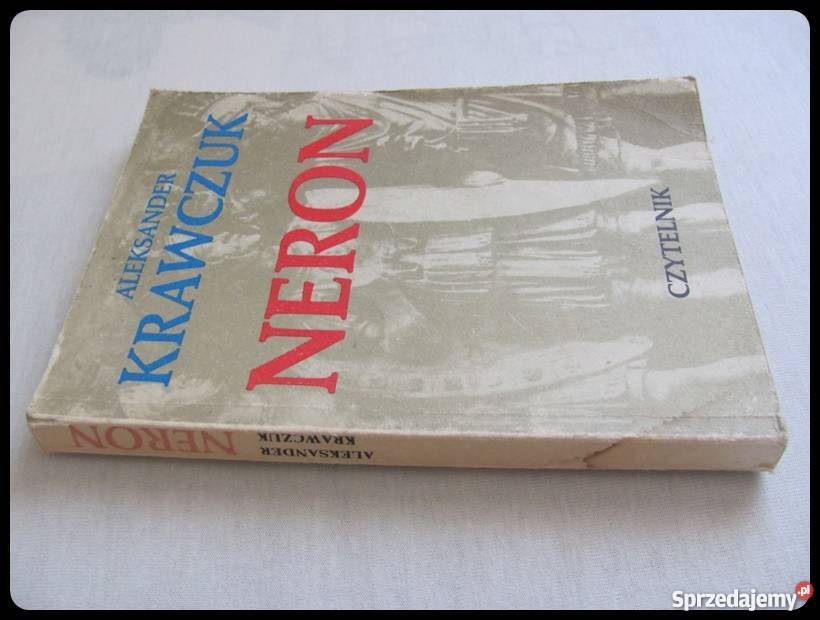 ALEKSANDER
KRAWCZUK
NERON
CZYTELNIK
ALEKSANDER
KRAWCZUK
NERON
Sprzedajemy.pl